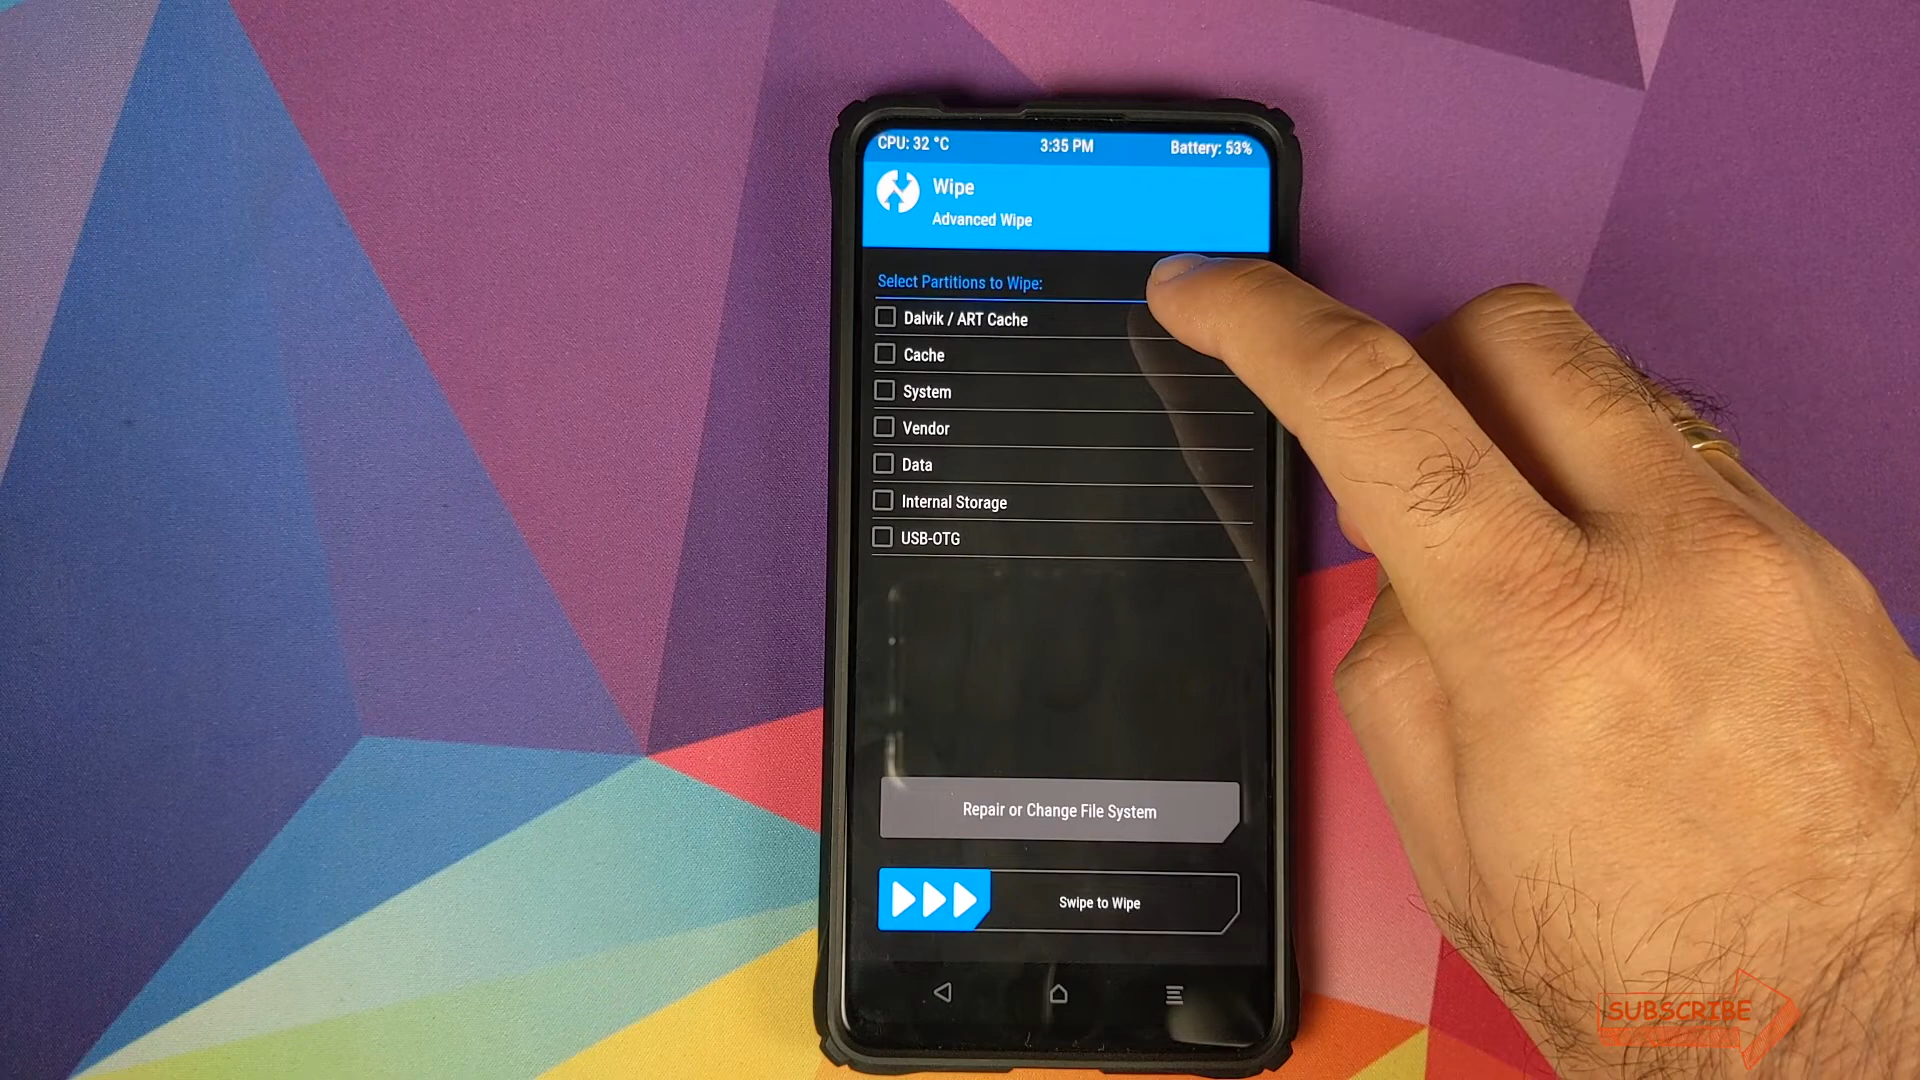 CPU: 32 °C 3:35 PM Battery: 53%
Wipe
Advanced Wipe
Select Partitions to Wipe:
Dalvik / ART Cache
Cache
System
Vendor
Data
Internal Storage
USB-OTG
Repair or Change File System
Swipe to Wipe
SUBSCRIBE